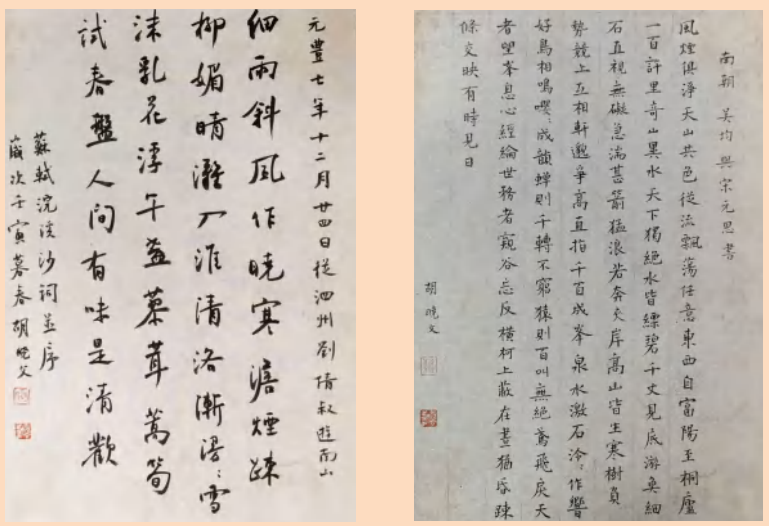 元豐七年十二月廿四日從泗州劉倩叔遊南山
細雨斜風作曉寒澹煙疎
柳媚晴灘入淮清洛漸漫:雪
沫乳花浮午盞蓼茸蒿筍
試春盤人間有味是清歡
蘇軾浣溪沙詞並序
歲次壬寅暮春胡曉文
南朝 吳均與宋元思書
風煙俱淨天山共色從流飄蕩任意東西自富陽至桐廬
一百許里奇山異水天下獨絕水皆縹碧千丈見底游魚細
石直視無礙急湍甚箭猛浪若奔夾岸高山皆生寒樹負
勢競上互相軒邈爭高直指千百成峯泉水激石泠:作響
好鳥相鳴嚶:成韻蟬則千轉不窮猿則百叫無絕鳶飛戾天
者望峯息心經綸世務者窺谷忘反橫柯上蔽在晝猶昏疎
條交映有時見日
胡曉文